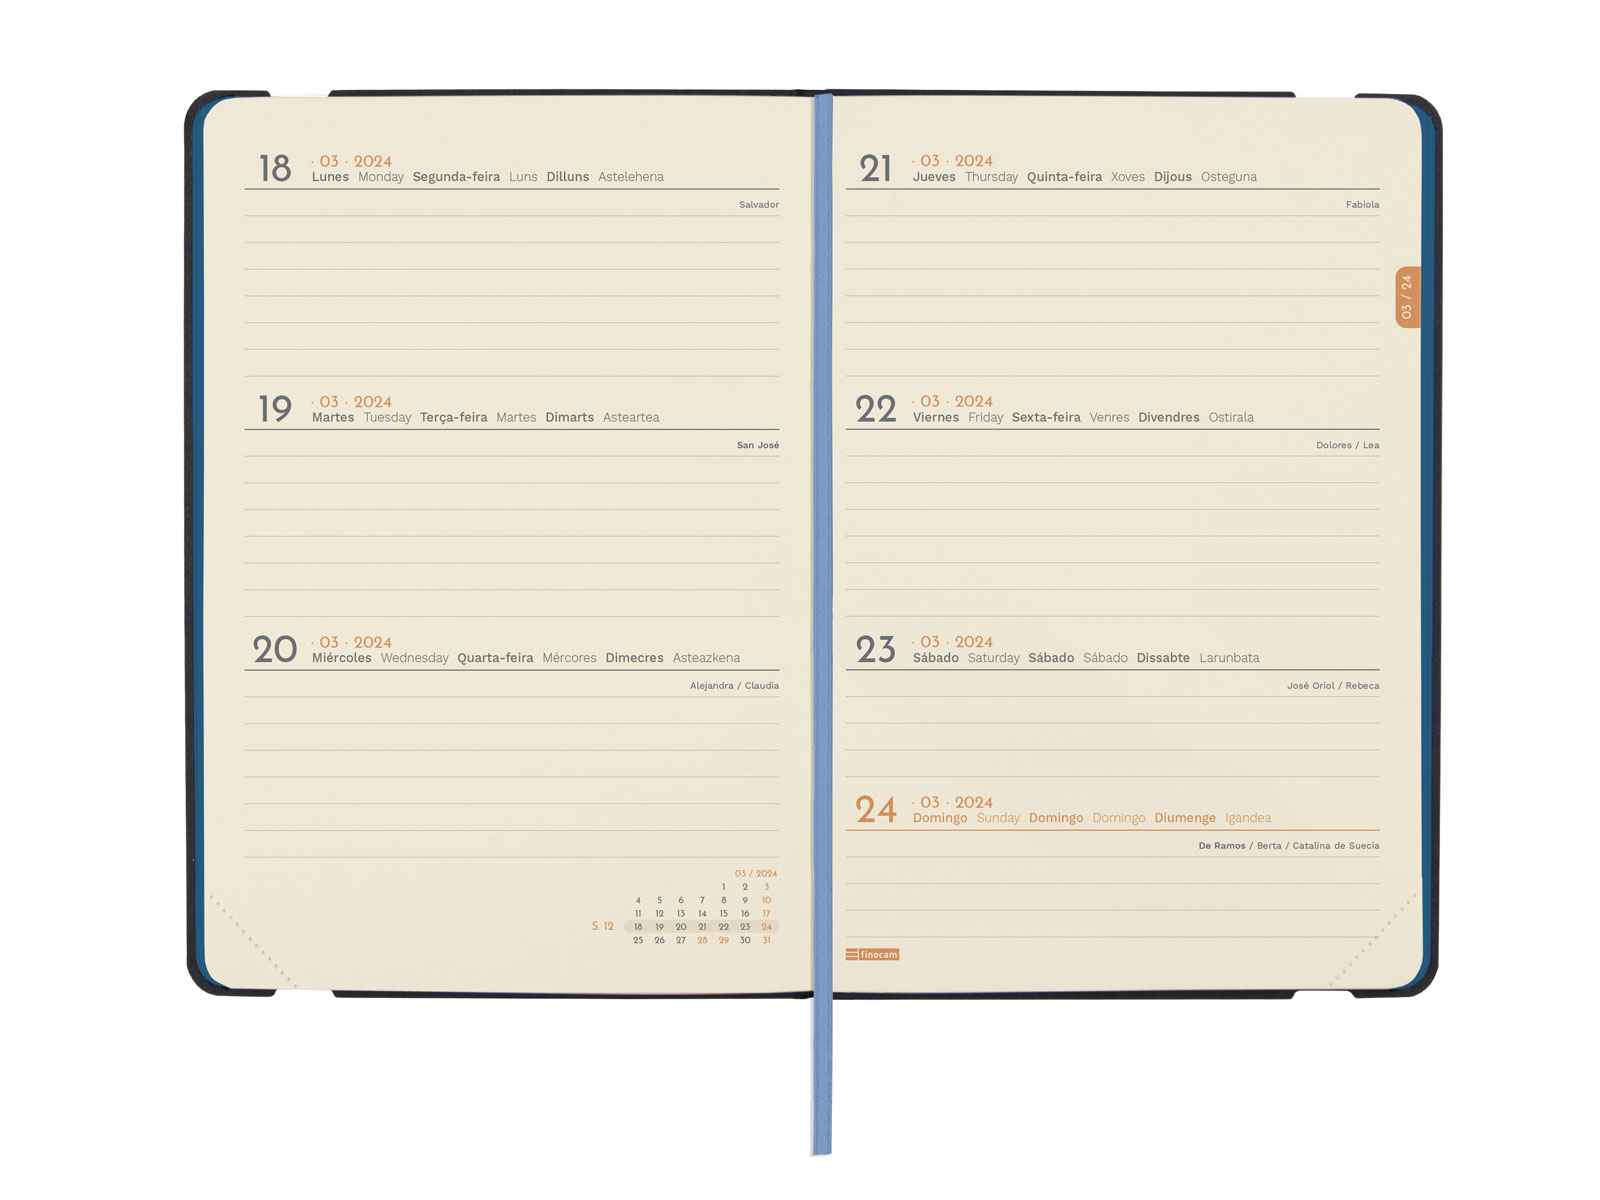 18 · 03 · 2024
Lunes Monday Segunda-feira Luns Dilluns Astelehena
Salvador
19 · 03 · 2024
Martes Tuesday Terça-feira Martes Dimarts Asteartea
San José
20 · 03 · 2024
Miércoles Wednesday Quarta-feira Mércores Dimecres Asteazkena
Alejandra / Claudia
03 / 2024
1 2 3
4 5 6 7 8 9 10
11 12 13 14 15 16 17
S. 12 18 19 20 21 22 23 24
25 26 27 28 29 30 31
21 · 03 · 2024
Jueves Thursday Quinta-feira Xoves Dijous Osteguna
Fabiola
03 / 24
22 · 03 · 2024
Viernes Friday Sexta-feira Venres Divendres Ostirala
Dolores / Lea
23 · 03 · 2024
Sábado Saturday Sábado Sábado Dissabte Larunbata
José Oriol / Rebeca
24 · 03 · 2024
Domingo Sunday Domingo Domingo Diumenge Igandea
De Ramos / Berta / Catalina de Suecia
finocam